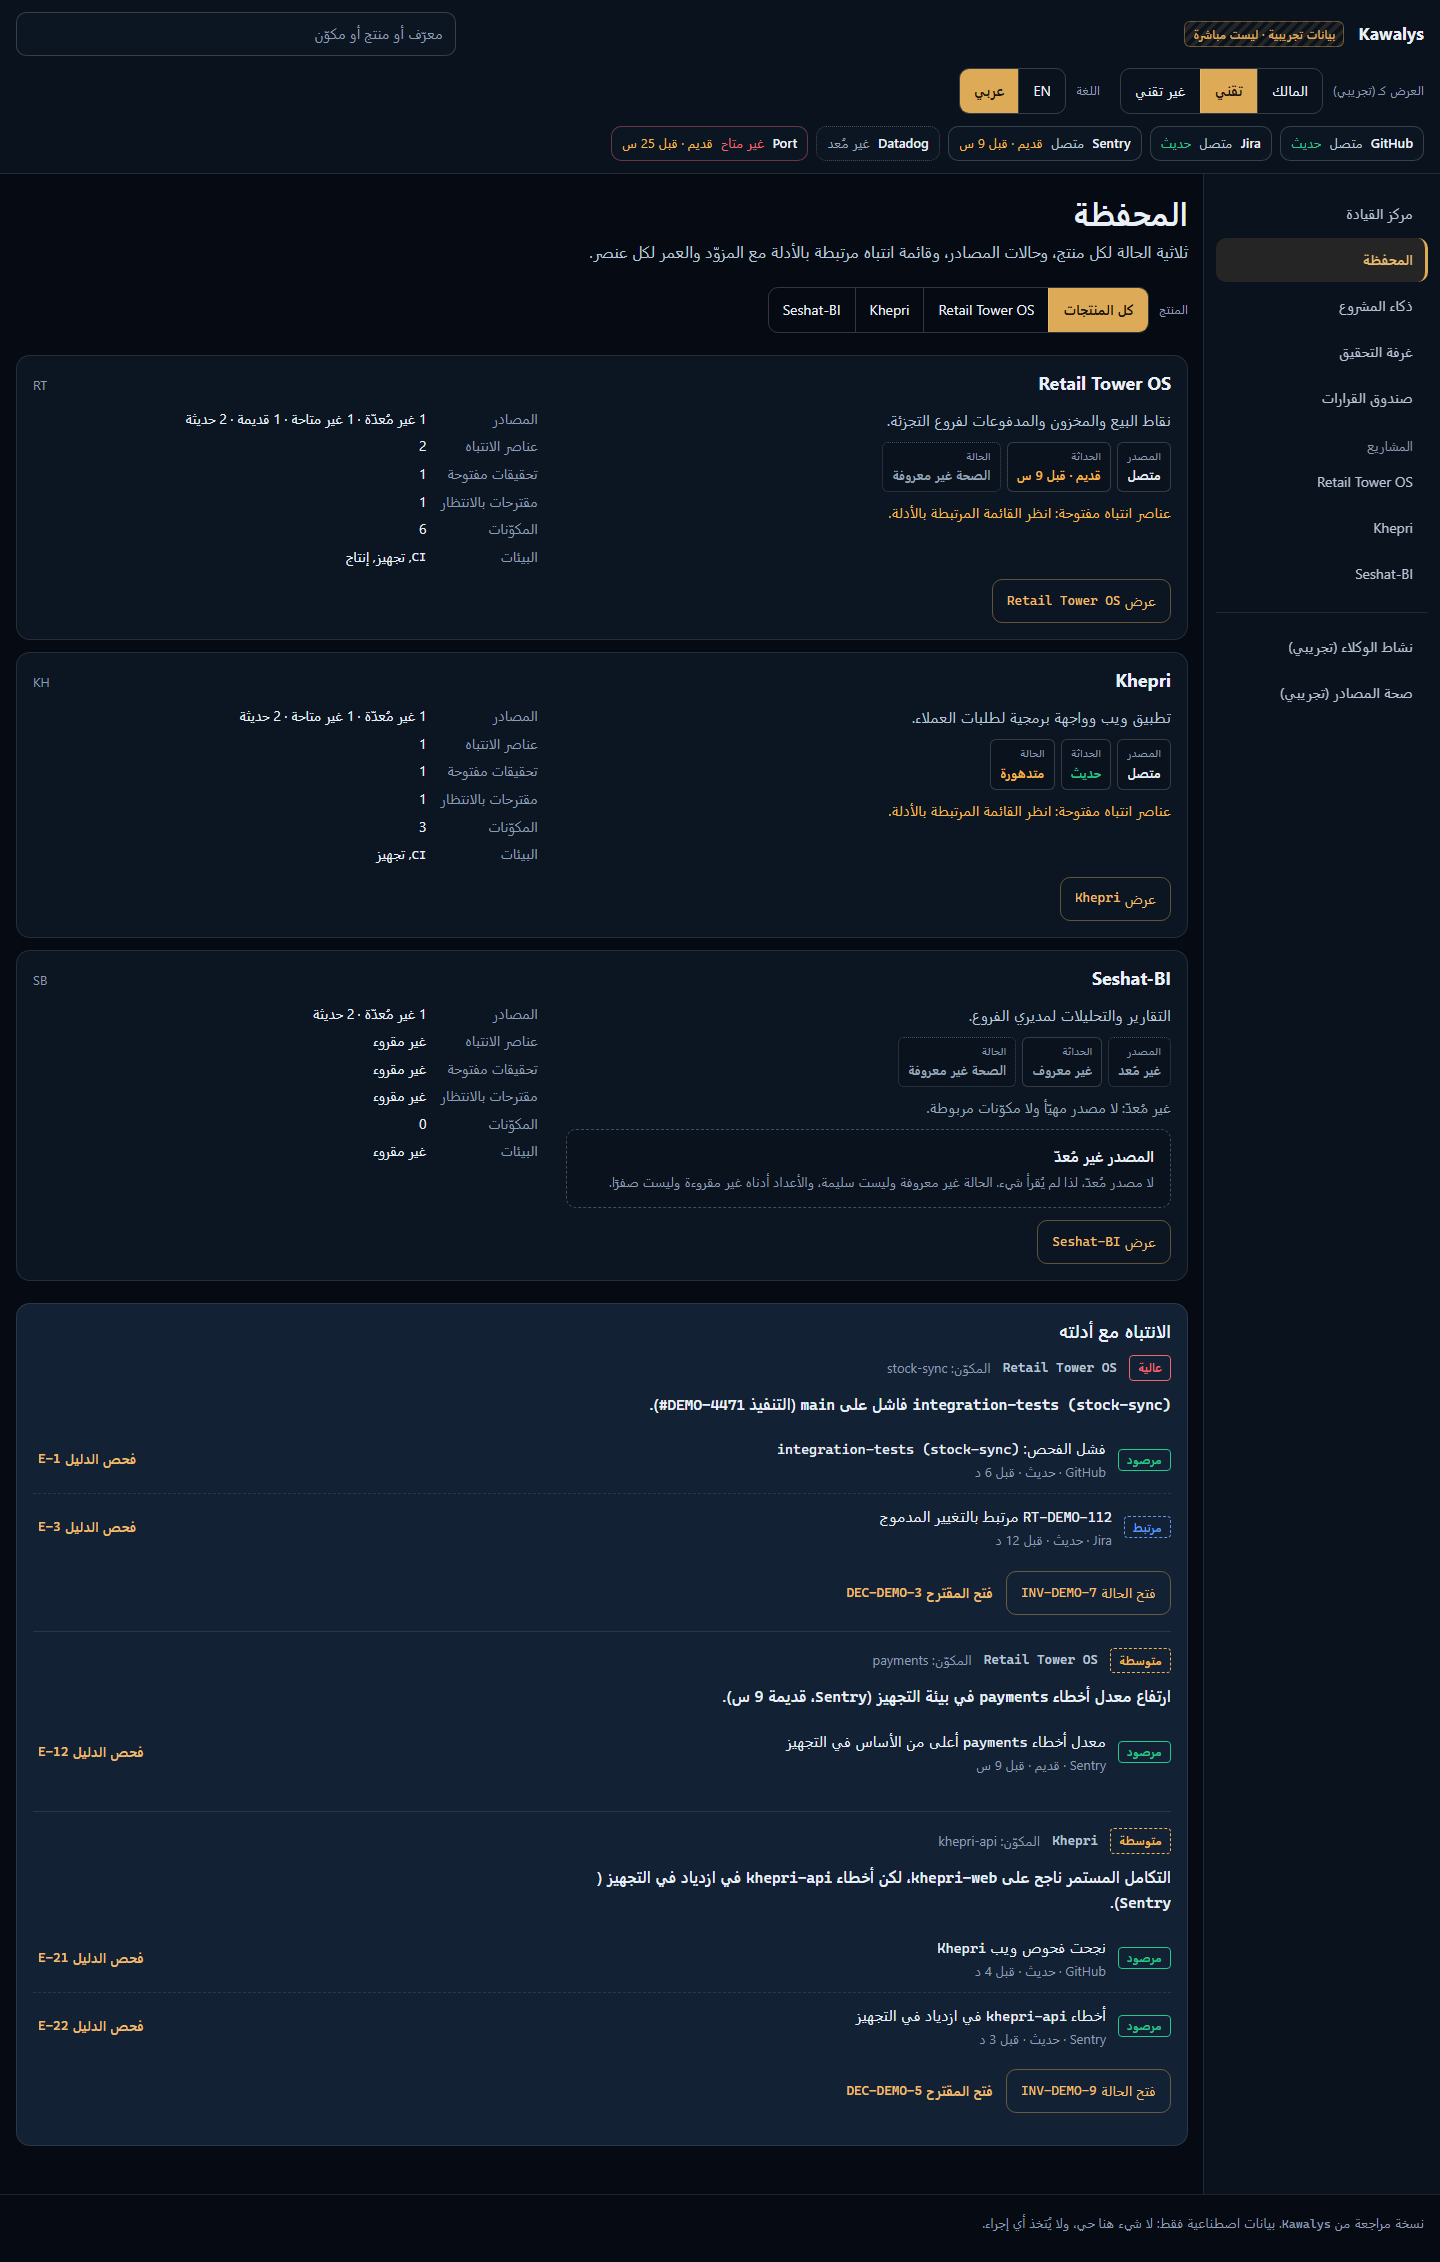 Kawalys
بيانات تجريبية · ليست مباشرة
معرّف أو منتج أو مكوّن
العرض كـ (تجريبي)
المالك
تقني
غير تقني
اللغة
EN
عربي
GitHub متصل حديث
Jira متصل حديث
Sentry متصل قديم · قبل 9 س
Datadog غير مُعد
Port غير متاح قديم · قبل 25 س
مركز القيادة
المحفظة
ذكاء المشروع
غرفة التحقيق
صندوق القرارات
المشاريع
Retail Tower OS
Khepri
Seshat-BI
نشاط الوكلاء (تجريبي)
صحة المصادر (تجريبي)
المحفظة
ثلاثية الحالة لكل منتج، وحالات المصادر، وقائمة انتباه مرتبطة بالأدلة مع المزوّد والعمر لكل عنصر.
المنتج
كل المنتجات
Retail Tower OS
Khepri
Seshat-BI
Retail Tower OS
RT
نقاط البيع والمخزون والمدفوعات لفروع التجزئة.
المصدر
متصل
الحداثة
قديم · قبل 9 س
الحالة
الصحة غير معروفة
عناصر انتباه مفتوحة: انظر القائمة المرتبطة بالأدلة.
المصادر 1 غير مُعدّة · 1 غير متاحة · 1 قديمة · 2 حديثة
عناصر الانتباه 2
تحقيقات مفتوحة 1
مقترحات بالانتظار 1
المكوّنات 6
البيئات CI, تجهيز, إنتاج
عرض Retail Tower OS
Khepri
KH
تطبيق ويب وواجهة برمجية لطلبات العملاء.
المصدر
متصل
الحداثة
حديث
الحالة
متدهورة
عناصر انتباه مفتوحة: انظر القائمة المرتبطة بالأدلة.
المصادر 1 غير مُعدّة · 1 غير متاحة · 2 حديثة
عناصر الانتباه 1
تحقيقات مفتوحة 1
مقترحات بالانتظار 1
المكوّنات 3
البيئات CI, تجهيز
عرض Khepri
Seshat-BI
SB
التقارير والتحليلات لمديري الفروع.
المصدر
غير مُعد
الحداثة
غير معروف
الحالة
الصحة غير معروفة
غير مُعدّ: لا مصدر مهيّأ ولا مكوّنات مربوطة.
المصدر غير مُعدّ
لا مصدر مُعدّ، لذا لم يُقرأ شيء. الحالة غير معروفة وليست سليمة، والأعداد أدناه غير مقروءة وليست صفرًا.
المصادر 1 غير مُعدّة · 2 حديثة
عناصر الانتباه غير مقروء
تحقيقات مفتوحة غير مقروء
مقترحات بالانتظار غير مقروء
المكوّنات 0
البيئات غير مقروء
عرض Seshat-BI
الانتباه مع أدلته
عالية Retail Tower OS المكوّن: stock-sync
integration-tests (stock-sync) فاشل على main (التنفيذ DEMO-4471#).
مرصود فشل الفحص: integration-tests (stock-sync)
GitHub · حديث · قبل 6 د
فحص الدليل E-1
مرتبط RT-DEMO-112 مرتبط بالتغيير المدموج
Jira · حديث · قبل 12 د
فحص الدليل E-3
فتح الحالة INV-DEMO-7
فتح المقترح DEC-DEMO-3
متوسطة Retail Tower OS المكوّن: payments
ارتفاع معدل أخطاء payments في بيئة التجهيز (Sentry، قديمة 9 س).
مرصود معدل أخطاء payments أعلى من الأساس في التجهيز
Sentry · قديم · قبل 9 س
فحص الدليل E-12
متوسطة Khepri المكوّن: khepri-api
التكامل المستمر ناجح على khepri-web، لكن أخطاء khepri-api في ازدياد في التجهيز (
Sentry).
مرصود نجحت فحوص ويب Khepri
GitHub · حديث · قبل 4 د
فحص الدليل E-21
مرصود أخطاء khepri-api في ازدياد في التجهيز
Sentry · حديث · قبل 3 د
فحص الدليل E-22
فتح الحالة INV-DEMO-9
فتح المقترح DEC-DEMO-5
نسخة مراجعة من Kawalys. بيانات اصطناعية فقط: لا شيء هنا حي، ولا يُتخذ أي إجراء.